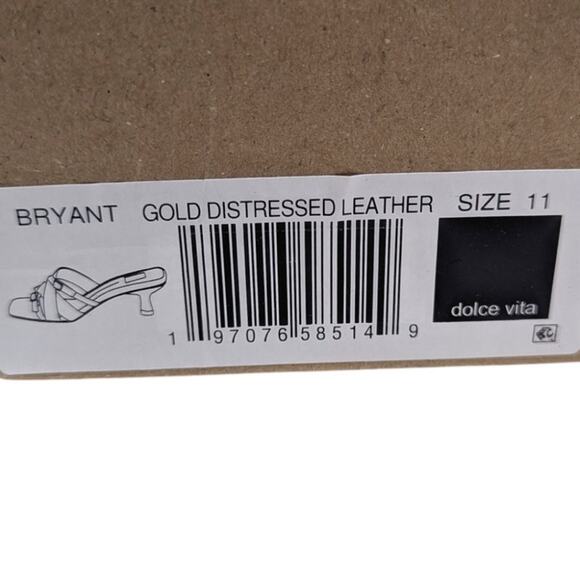 BRYANT GOLD DISTRESSED LEATHER SIZE 11
dolce vita
1 97076 58514 9